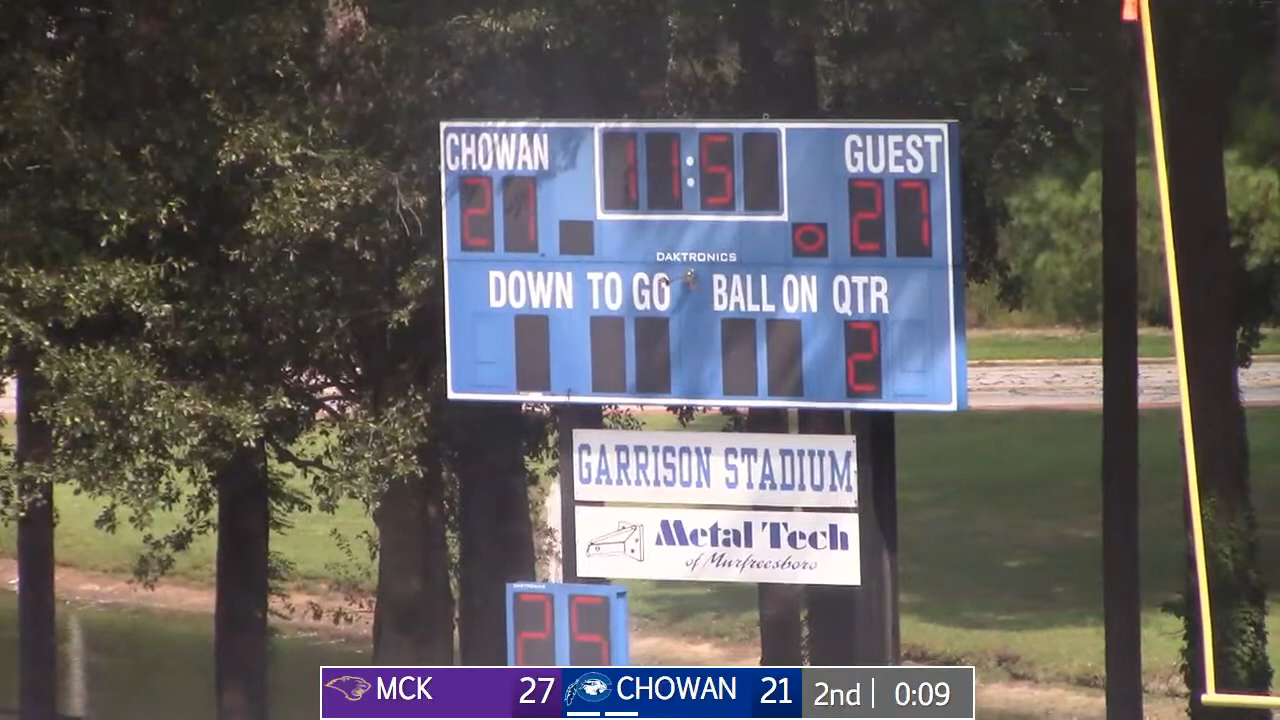 CHOWAN 11:5 GUEST
21 0 27
DAKTRONICS
DOWN TO GO BALL ON QTR
2
GARRISON STADIUM
Metal Tech
of Murfreesboro
DAKTRONICS
25
MCK 27 CHOWAN 21 2nd | 0:09